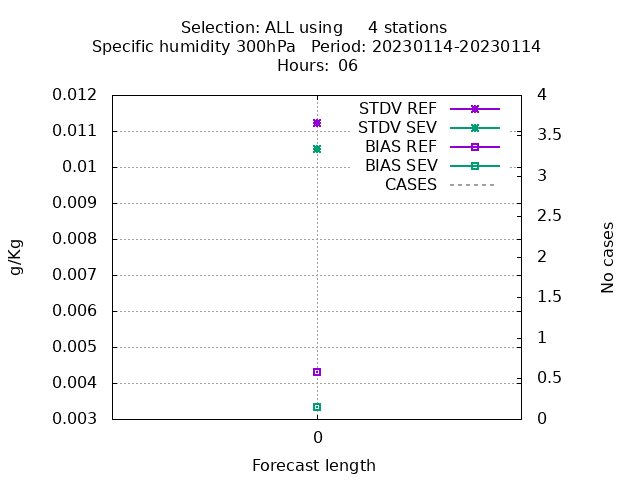 Selection: ALL using     4 stations
Specific humidity 300hPa   Period: 20230114-20230114
Hours: 06
0.012
0.011
0.01
0.009
0.008
0.007
0.006
0.005
0.004
0.003
g/Kg
STDV REF
STDV SEV
BIAS REF
BIAS SEV
CASES
4
3.5
3
2.5
2
1.5
1
0.5
0
No cases
0
Forecast length